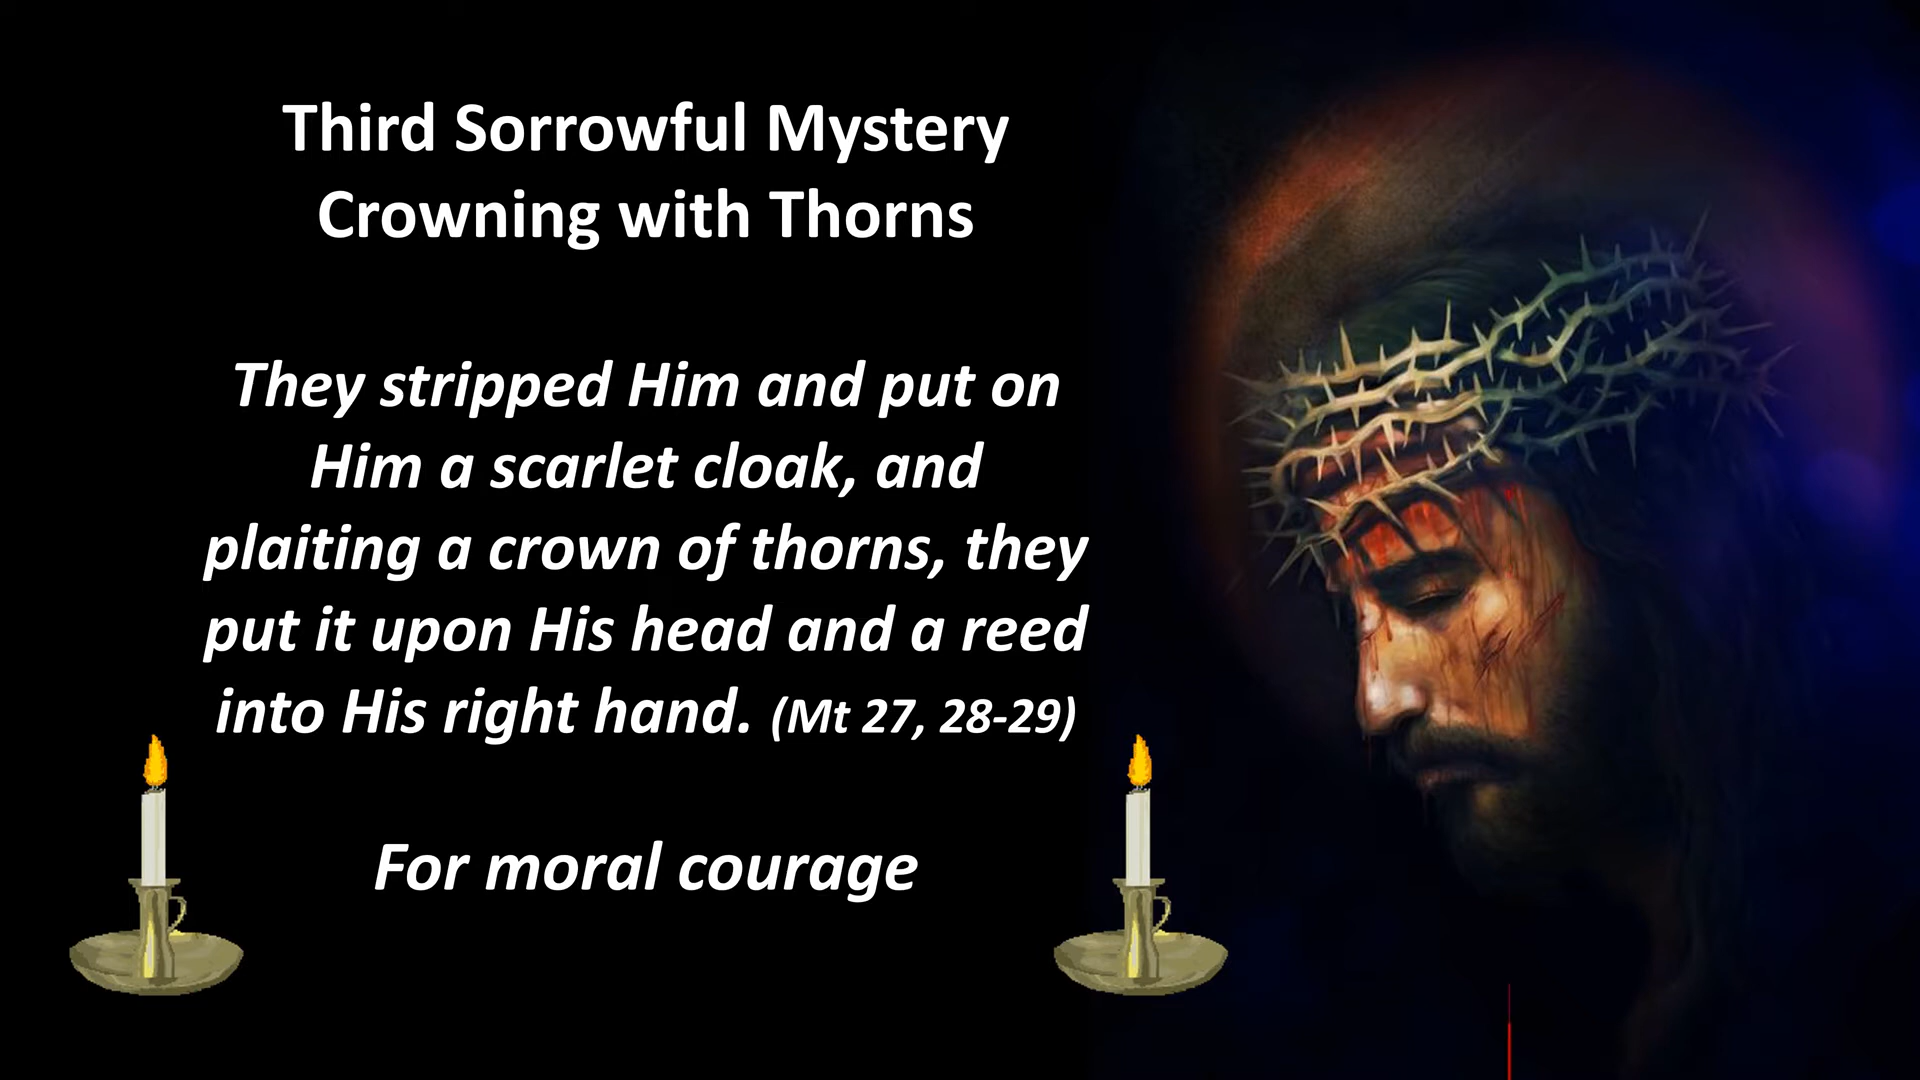 Third Sorrowful Mystery
Crowning with Thorns
They stripped Him and put on
Him a scarlet cloak, and
plaiting a crown of thorns, they
put it upon His head and a reed
into His right hand. (Mt 27, 28-29)
For moral courage